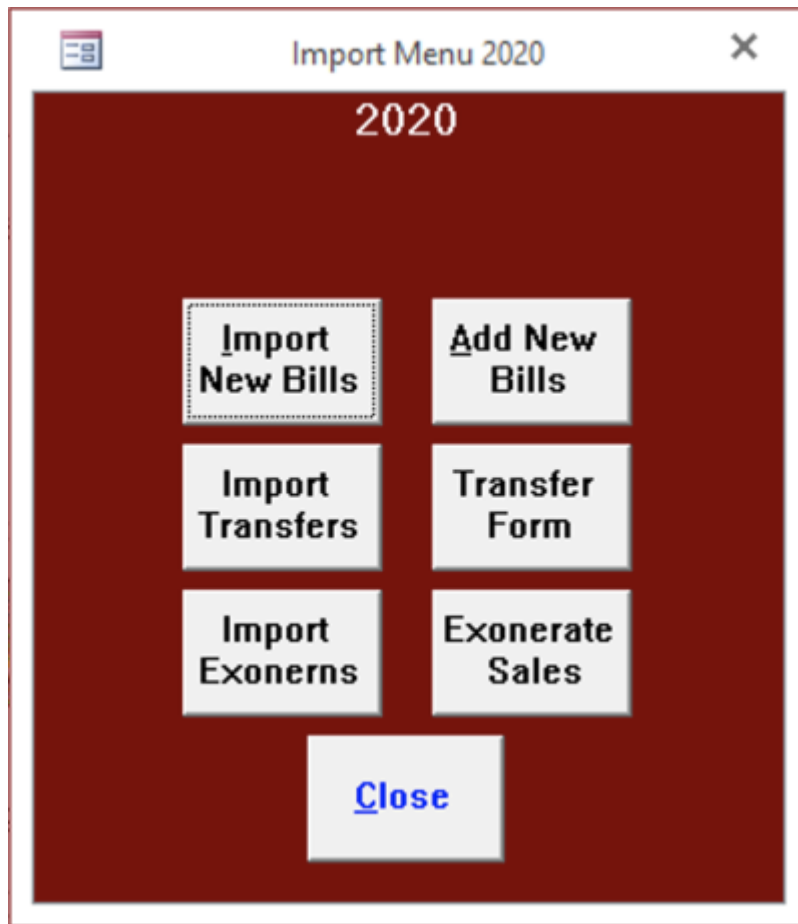 Import Menu 2020
2020
Import
New Bills
Add New
Bills
Import
Transfers
Transfer
Form
Import
Exonerns
Exonerate
Sales
Close